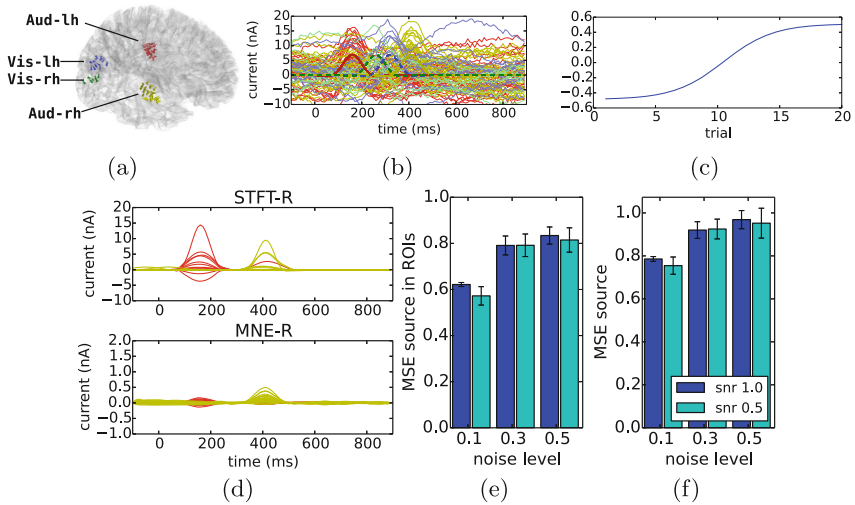 Aud-lh
Vis-lh
Vis-rh
Aud-rh
(a)
current (nA)
20
15
10
5
0
−5
−10
0 200 400 600 800
time (ms)
(b)
0.6
0.4
0.2
0.0
−0.2
−0.4
−0.6
0 5 10 15 20
trial
(c)
STFT-R
current (nA)
20
15
10
5
0
−5
−10
0 200 400 600 800
MNE-R
current (nA)
2.0
1.5
1.0
0.5
0.0
−0.5
−1.0
0 200 400 600 800
time (ms)
(d)
MSE source in ROIs
1.0
0.8
0.6
0.4
0.2
0.0
0.1 0.3 0.5
noise level
(e)
MSE source
1.0
0.8
0.6
0.4
0.2
0.0
snr 1.0
snr 0.5
0.1 0.3 0.5
noise level
(f)